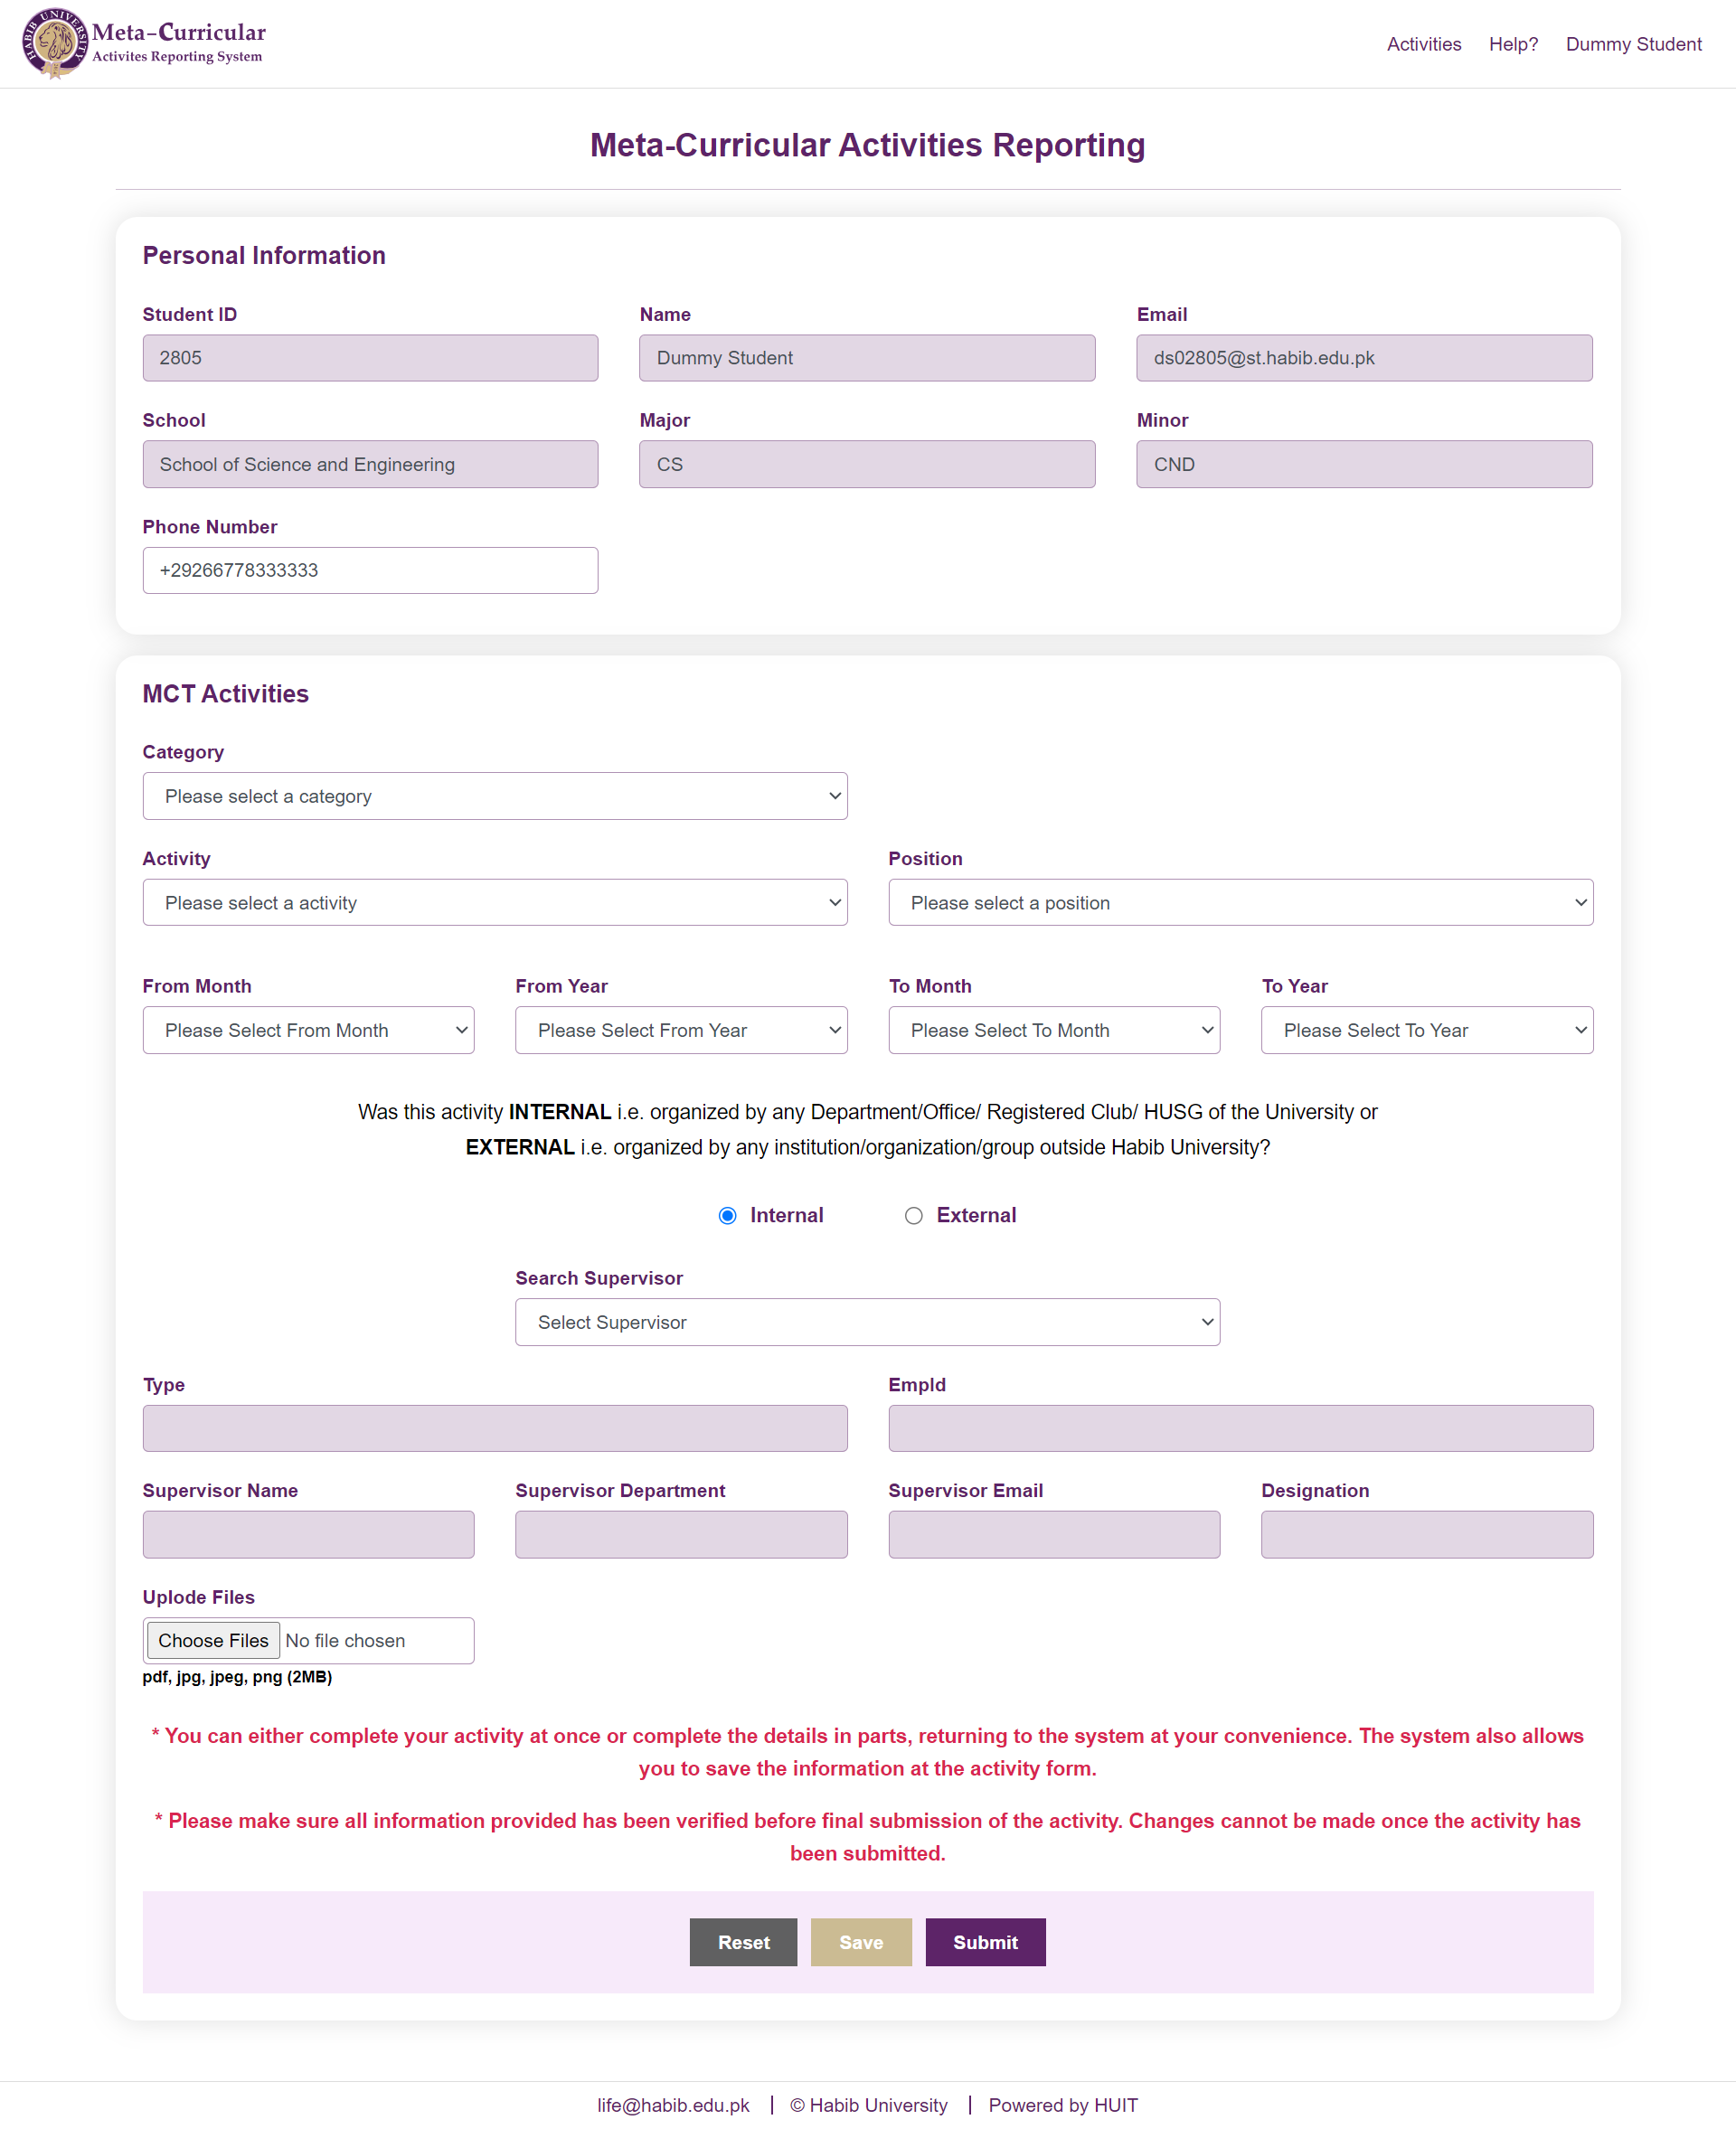 HABIB UNIVERSITY
Meta-Curricular
Activites Reporting System
Activities Help? Dummy Student
Meta-Curricular Activities Reporting
Personal Information
Student ID Name Email
2805 Dummy Student ds02805@st.habib.edu.pk
School Major Minor
School of Science and Engineering CS CND
Phone Number
+29266778333333
MCT Activities
Category
Please select a category
Activity Position
Please select a activity Please select a position
From Month From Year To Month To Year
Please Select From Month Please Select From Year Please Select To Month Please Select To Year
Was this activity INTERNAL i.e. organized by any Department/Office/ Registered Club/ HUSG of the University or
EXTERNAL i.e. organized by any institution/organization/group outside Habib University?
Internal External
Search Supervisor
Select Supervisor
Type EmpId
Supervisor Name Supervisor Department Supervisor Email Designation
Uplode Files
Choose Files No file chosen
pdf, jpg, jpeg, png (2MB)
* You can either complete your activity at once or complete the details in parts, returning to the system at your convenience. The system also allows
you to save the information at the activity form.
* Please make sure all information provided has been verified before final submission of the activity. Changes cannot be made once the activity has
been submitted.
Reset Save Submit
life@habib.edu.pk | © Habib University | Powered by HUIT